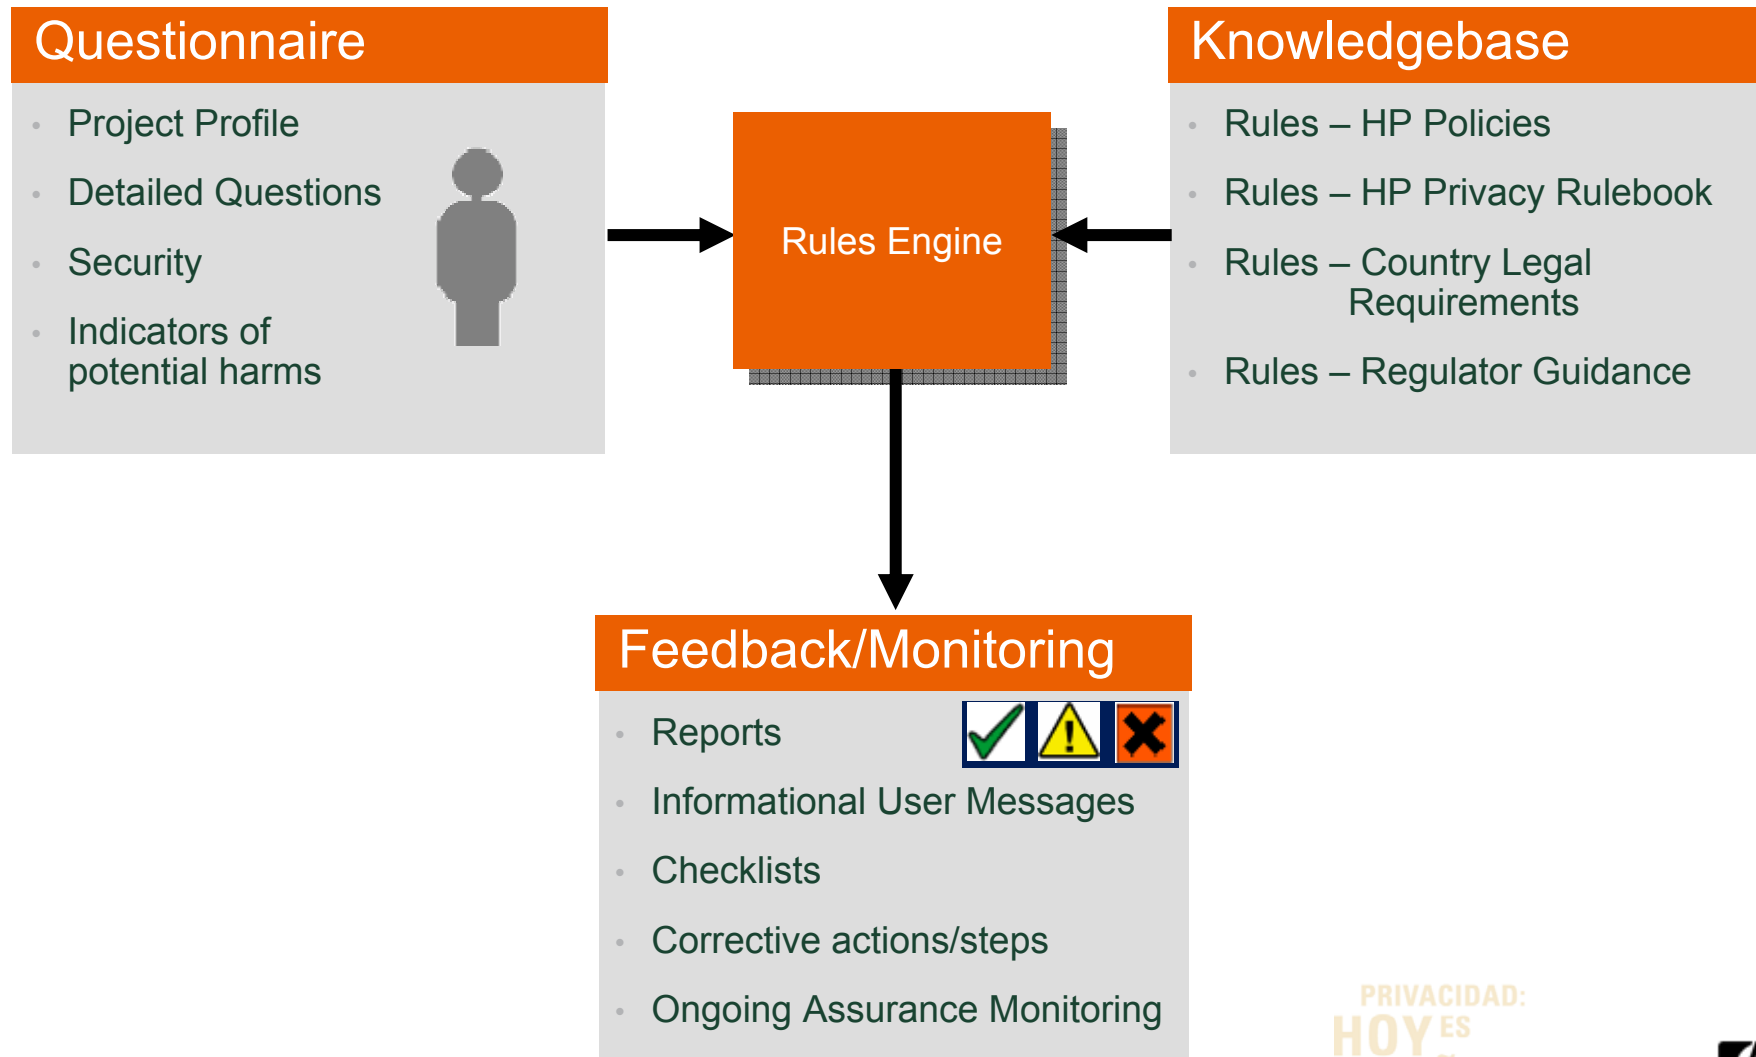 Questionnaire
• Project Profile
• Detailed Questions
• Security
• Indicators of
potential harms
Rules Engine
Knowledgebase
• Rules – HP Policies
• Rules – HP Privacy Rulebook
• Rules – Country Legal
Requirements
• Rules – Regulator Guidance
Feedback/Monitoring
• Reports
• Informational User Messages
• Checklists
• Corrective actions/steps
• Ongoing Assurance Monitoring
PRIVACIDAD:
HOY ES